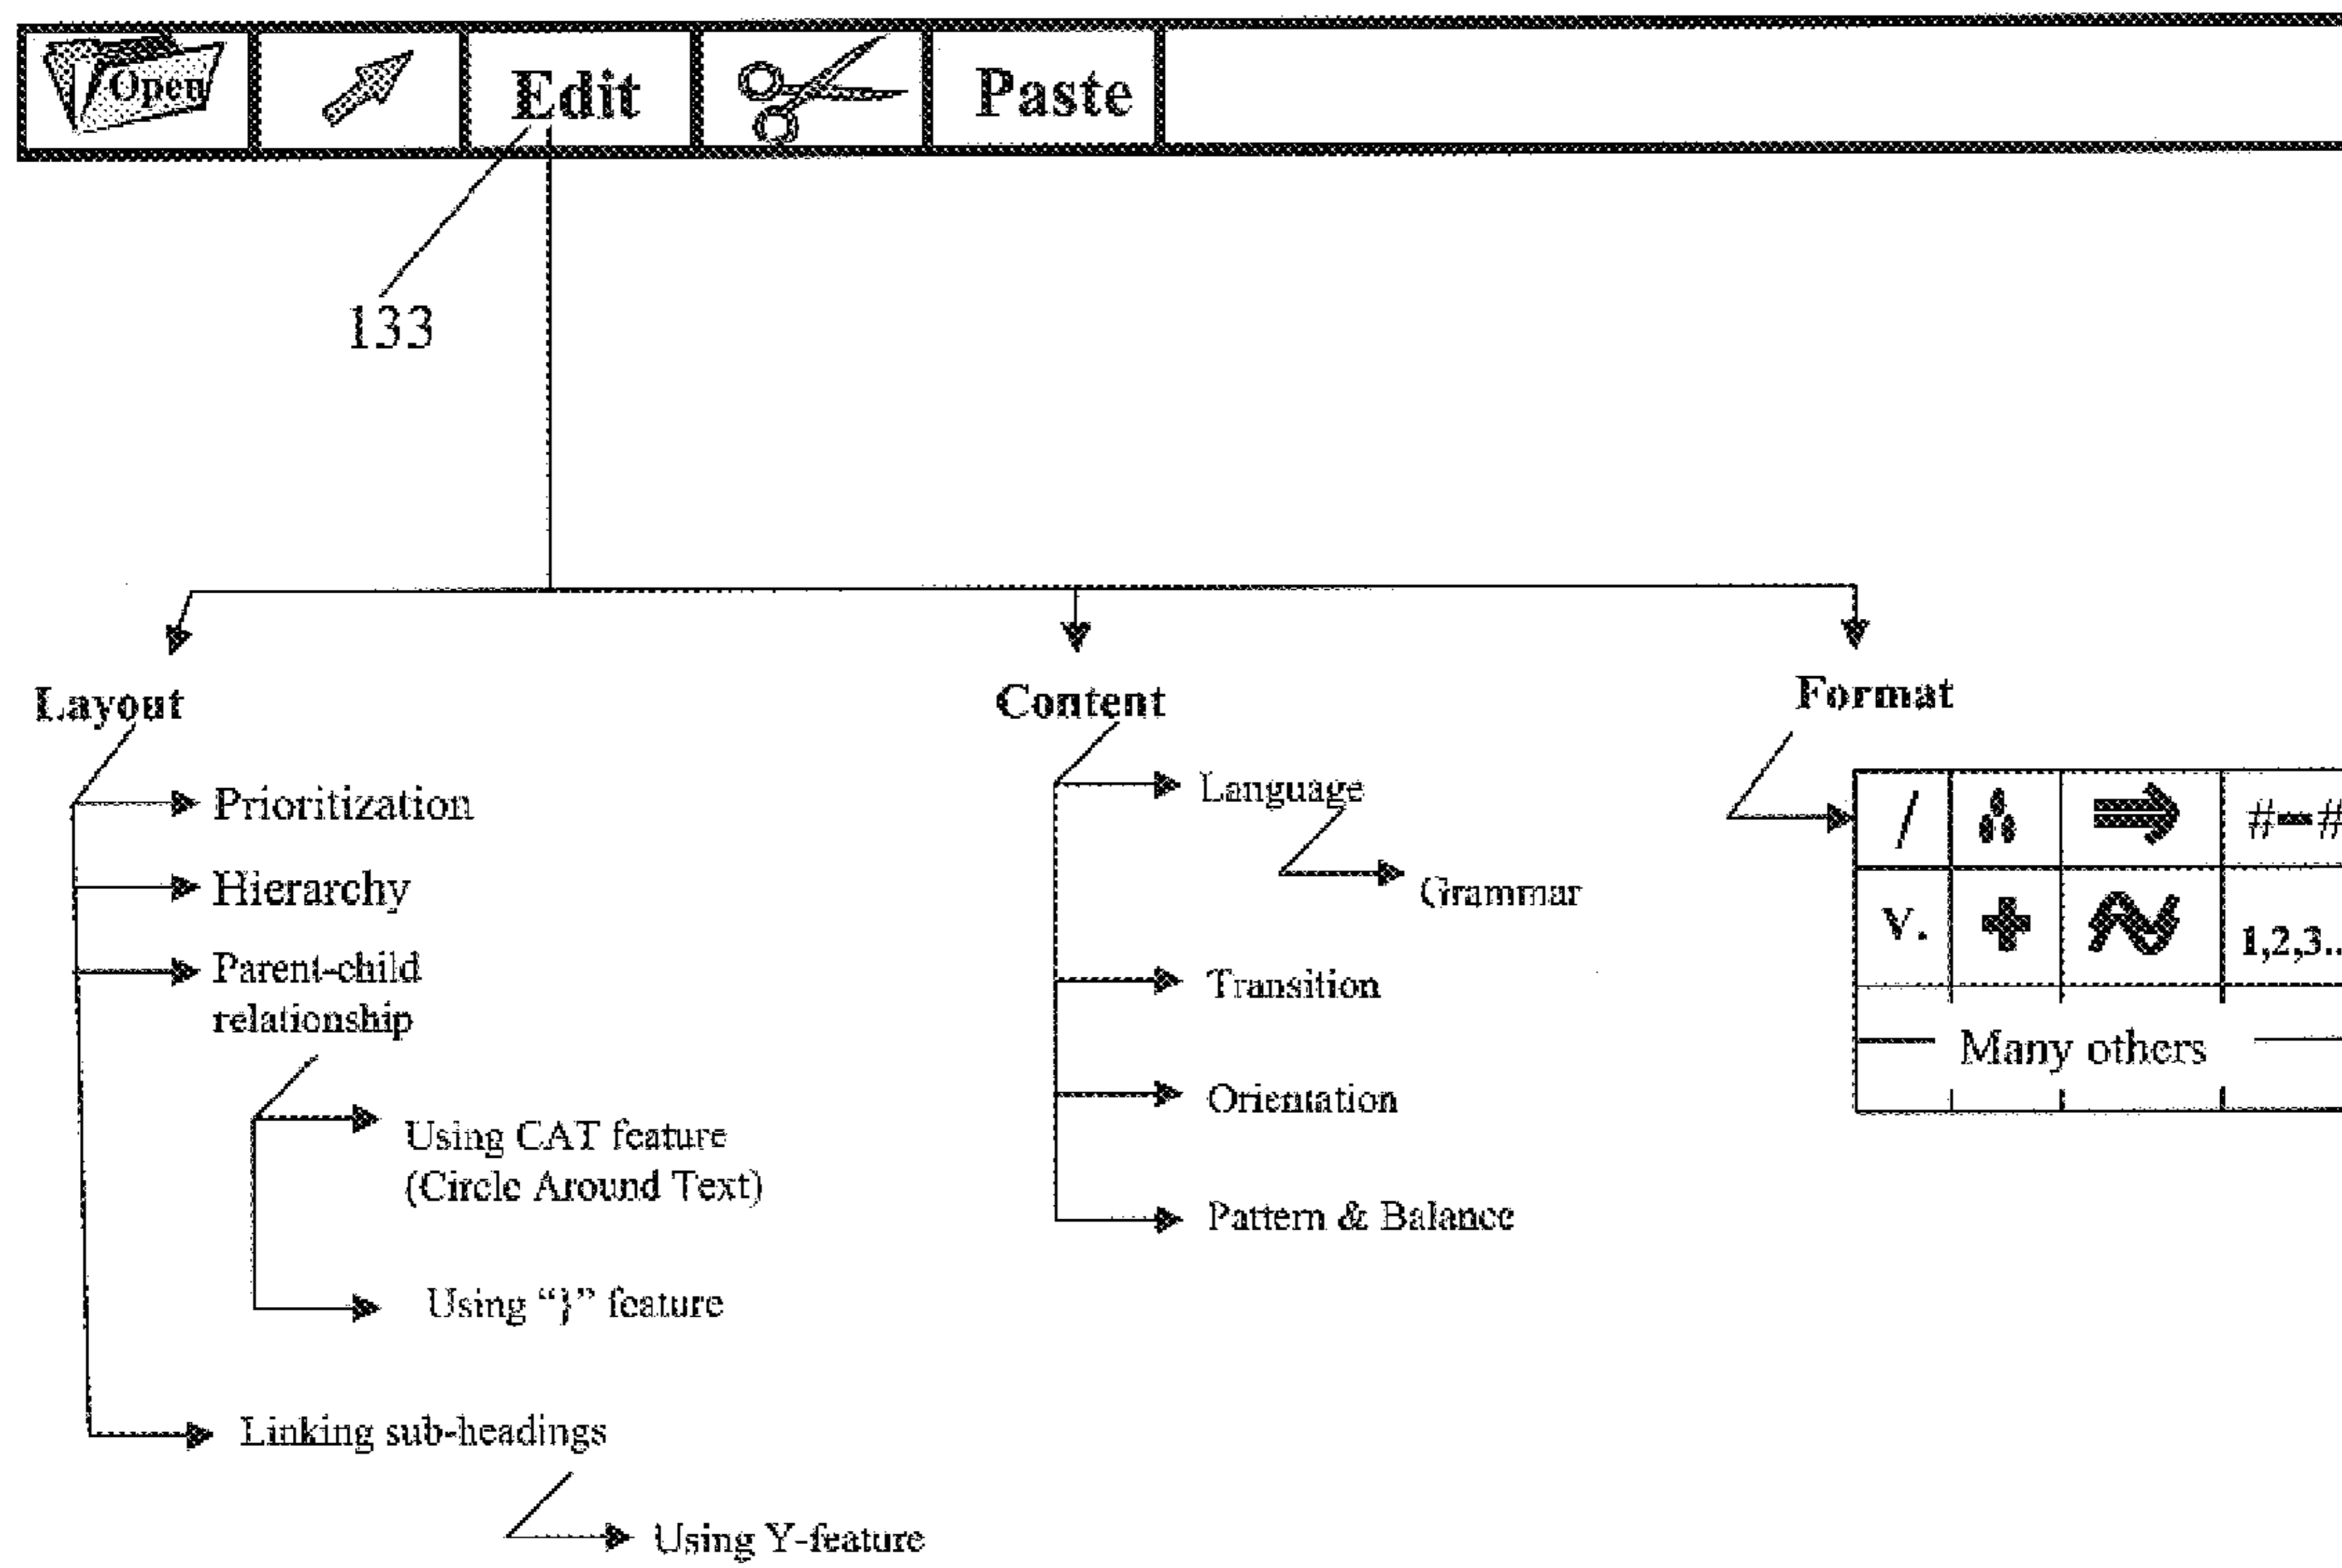 Open Edit Paste
133
Layout Content Format
Prioritization
Hierarchy
Parent-child
relationship
Using CAT feature
(Circle Around Text)
Using “}” feature
Linking sub-headings
Using Y-feature
Language
Grammar
Transition
Orientation
Pattern & Balance
/ #-#
V. + 1,2,3..
Many others